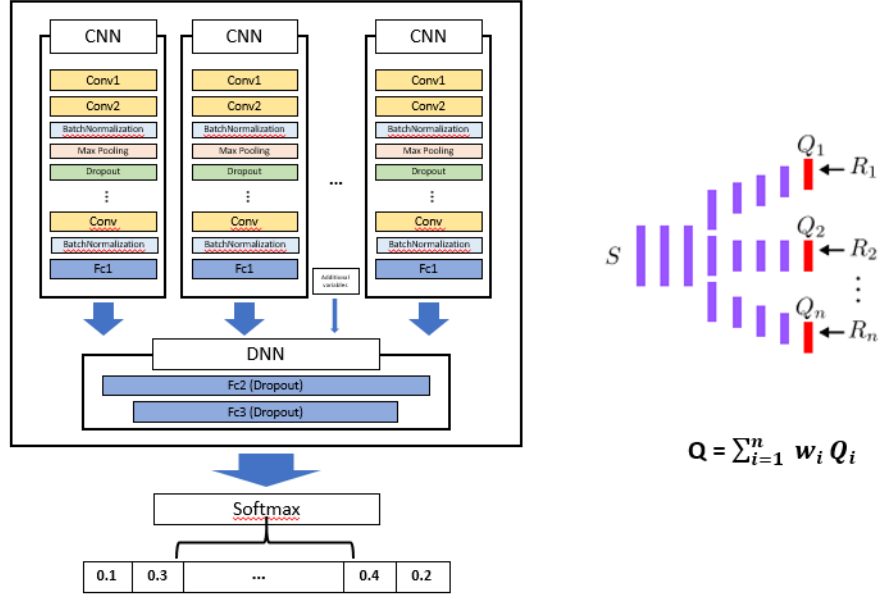 CNN
Conv1
Conv2
BatchNormalization
Max Pooling
Dropout
⋮
Conv
BatchNormalization
Fc1
CNN
Conv1
Conv2
BatchNormalization
Max Pooling
Dropout
⋮
Conv
BatchNormalization
Fc1
...
Additional
variables
CNN
Conv1
Conv2
BatchNormalization
Max Pooling
Dropout
⋮
Conv
BatchNormalization
Fc1
DNN
Fc2 (Dropout)
Fc3 (Dropout)
Softmax
0.1 0.3 ... 0.4 0.2
S
Q₁
R₁
Q₂
R₂
⋮
Qₙ
Rₙ
Q = ∑ⁿᵢ₌₁ wᵢ Qᵢ